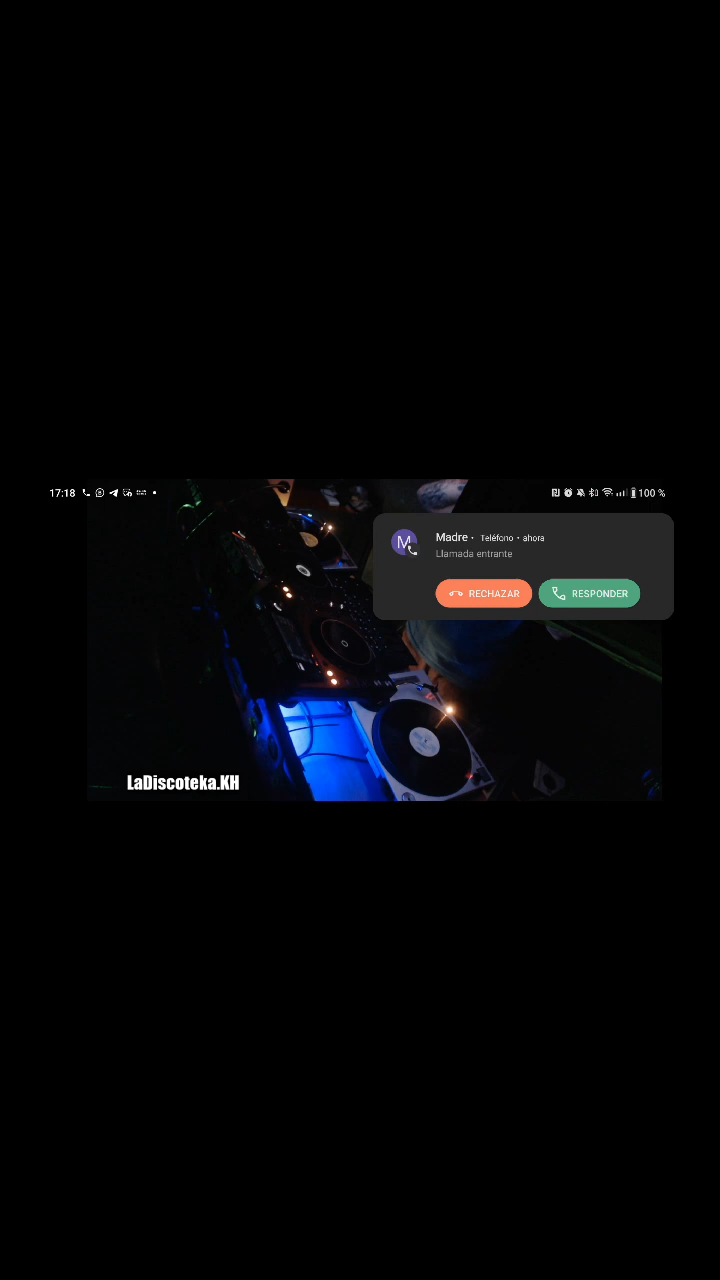 17:18
100 %
M
Madre • Teléfono • ahora
Llamada entrante
RECHAZAR
RESPONDER
LaDiscoteka.KH